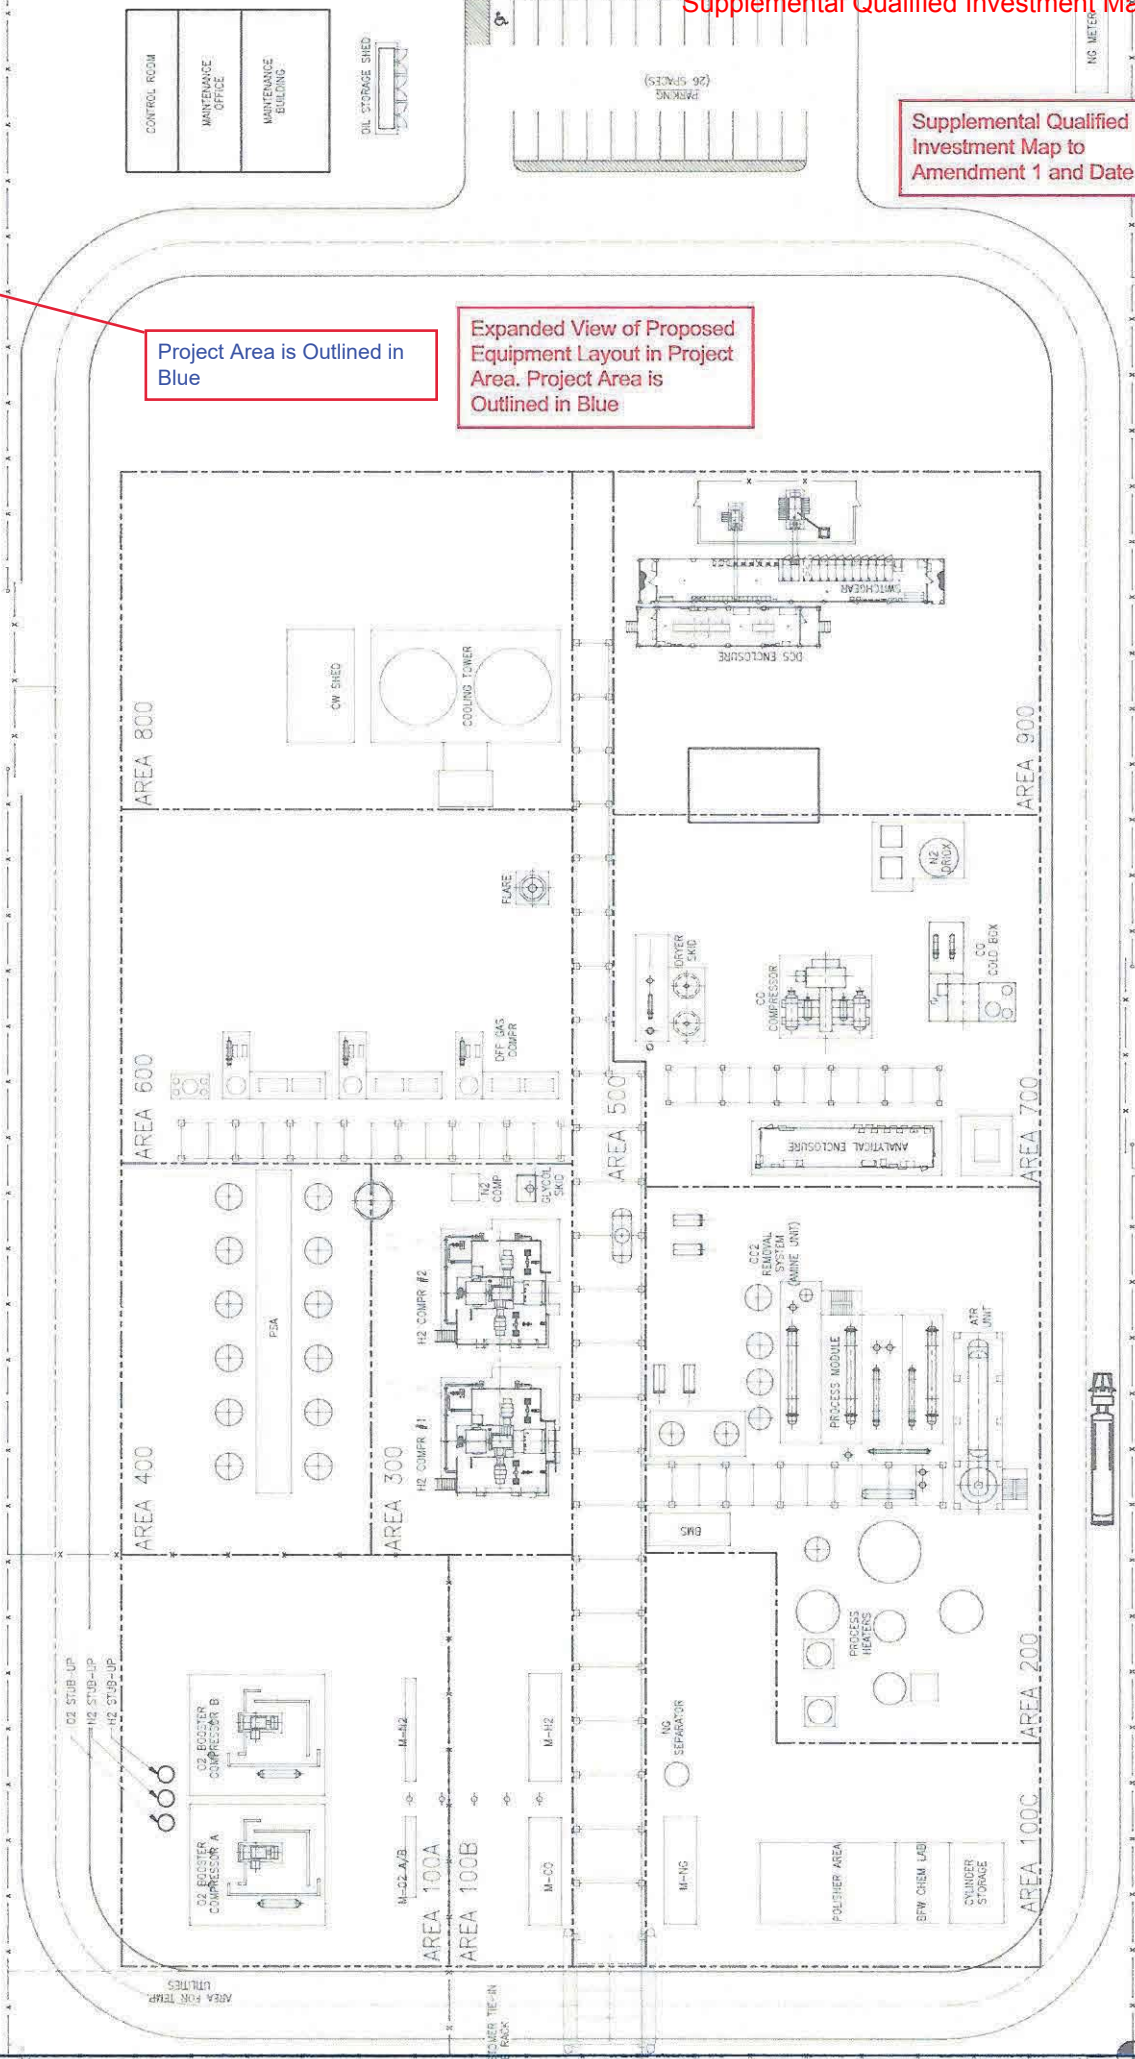 Supplemental Qualified Investment Ma
NG METER
CONTROL ROOM
MAINTENANCE
OFFICE
MAINTENANCE
BUILDING
OIL STORAGE SHED
PARKING
(26 SPACES)
Supplemental Qualified
Investment Map to
Amendment 1 and Date
Project Area is Outlined in
Blue
Expanded View of Proposed
Equipment Layout in Project
Area. Project Area is
Outlined in Blue
AREA 800
CW SHED
COOLING TOWER
SWITCHGEAR
DCS ENCLOSURE
AREA 900
AREA 600
FLARE
OFF GAS
COMPR
AREA 500
DRYER
SKID
CO
COMPRESSOR
N2
DRIOX
CO
COLD BOX
ANALYTICAL ENCLOSURE
AREA 700
AREA 400
PSA
AREA 300
H2 COMPR #1
H2 COMPR #2
N2
COMP
GLYCOL
SKID
CO2
REMOVAL
SYSTEM
(AMINE UNIT)
PROCESS MODULE
ATR
UNIT
BMS
PROCESS
HEATERS
AREA 200
O2 STUB-UP
N2 STUB-UP
H2 STUB-UP
O2 BOOSTER
COMPRESSOR B
O2 BOOSTER
COMPRESSOR A
M-N2
M-O2 A/B
AREA 100A
AREA 100B
M-H2
M-CO
NG
SEPARATOR
M-NG
POLISHER AREA
BFW CHEM LAB
CYLINDER
STORAGE
AREA 100C
AREA FOR TEMP.
UTILITIES
TOMER TIE-IN
RACK